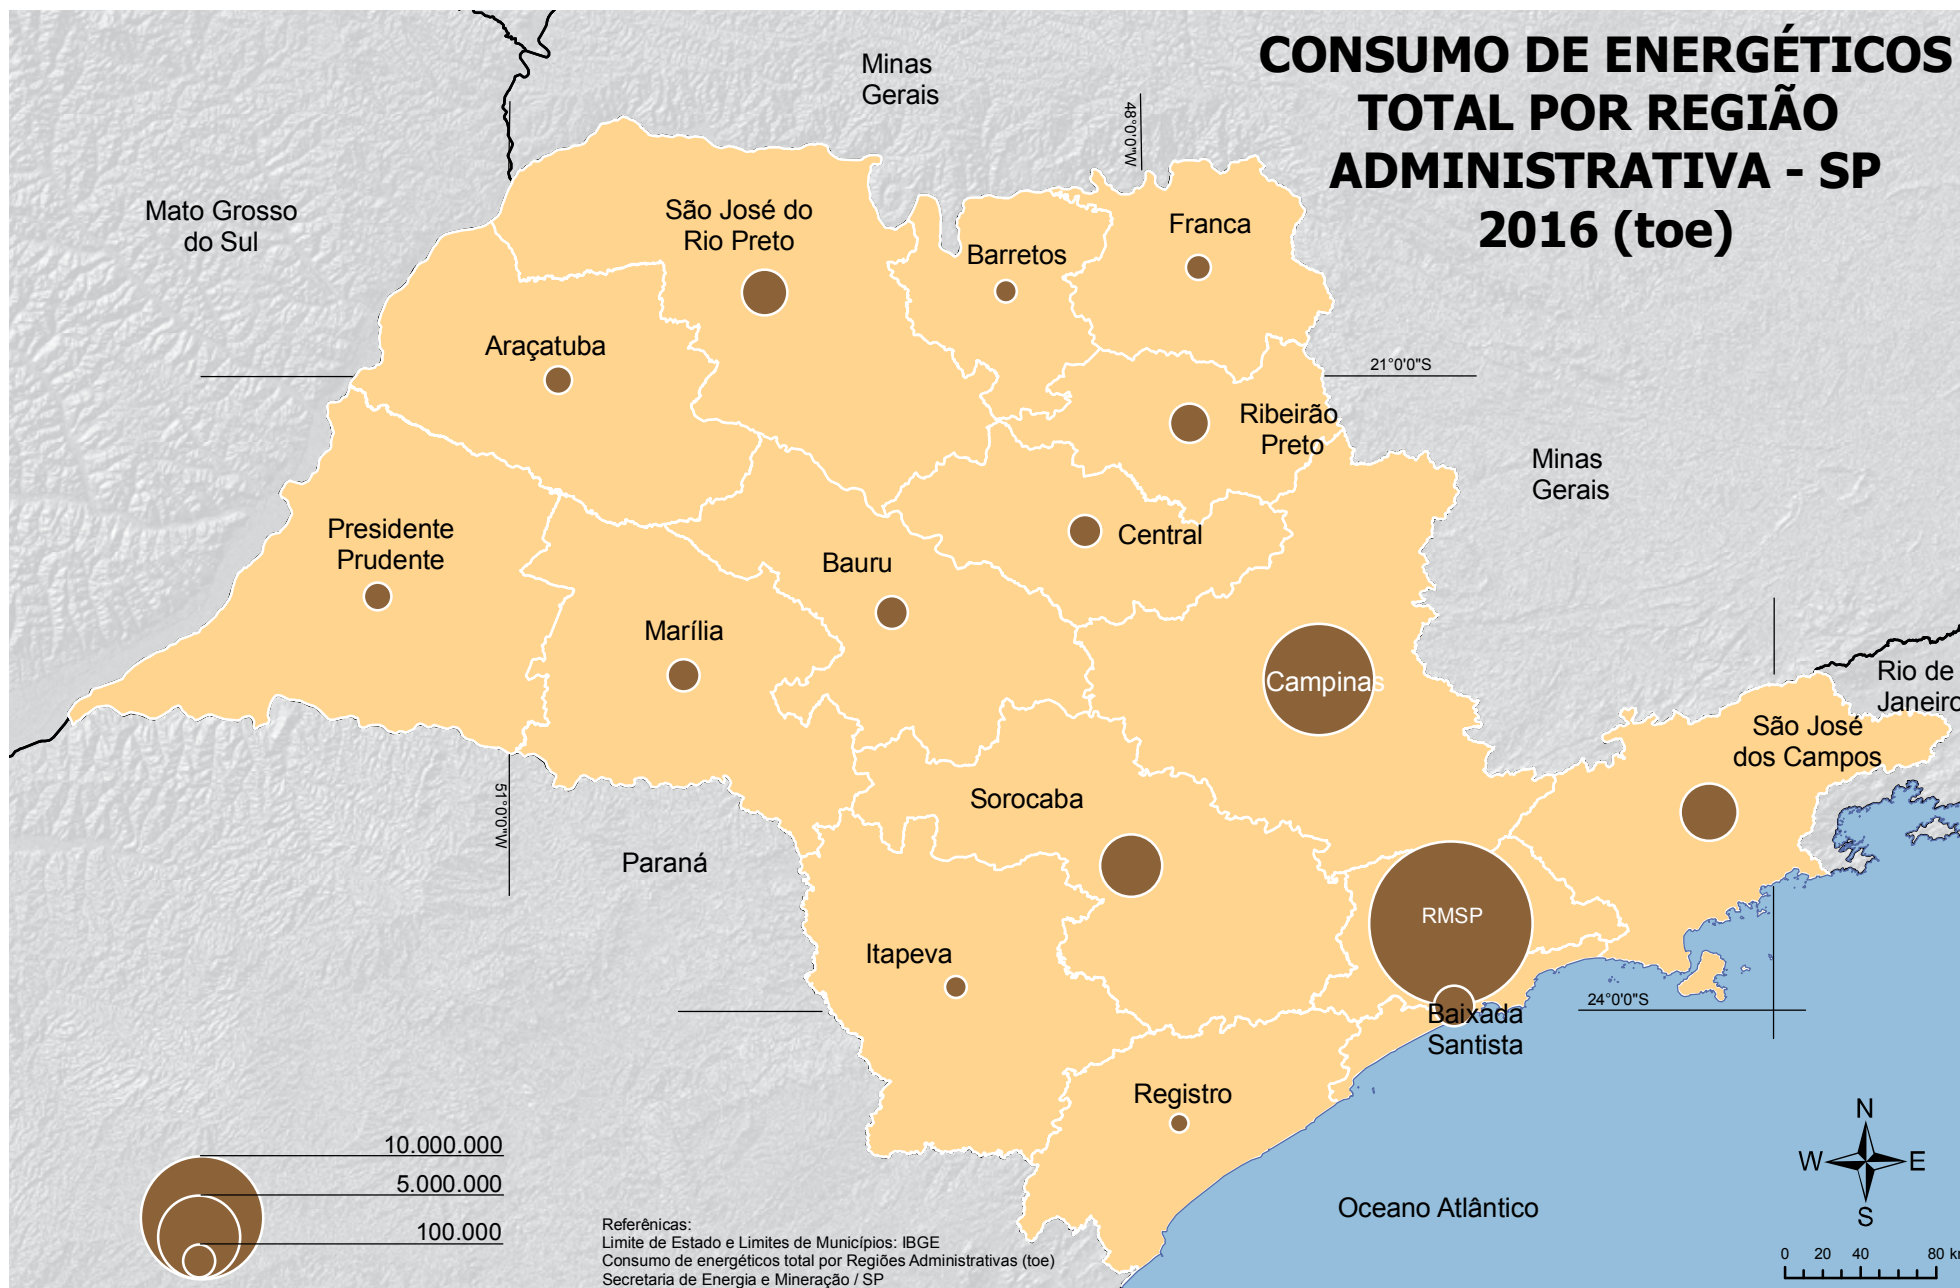 CONSUMO DE ENERGÉTICOS
TOTAL POR REGIÃO
ADMINISTRATIVA - SP
2016 (toe)
Minas
Gerais
48°0'0"W
Mato Grosso
do Sul
São José do
Rio Preto
Barretos
Franca
Araçatuba
21°0'0"S
Ribeirão
Preto
Minas
Gerais
Presidente
Prudente
Central
Bauru
Marília
Campinas
Rio de
Janeiro
São José
dos Campos
51°0'0"W
Sorocaba
Paraná
RMSP
Itapeva
24°0'0"S
Baixada
Santista
Registro
N
W E
S
10.000.000
5.000.000
100.000
Oceano Atlântico
Referênicas:
Limite de Estado e Limites de Municípios: IBGE
Consumo de energéticos total por Regiões Administrativas (toe)
Secretaria de Energia e Mineração / SP
0 20 40 80 km